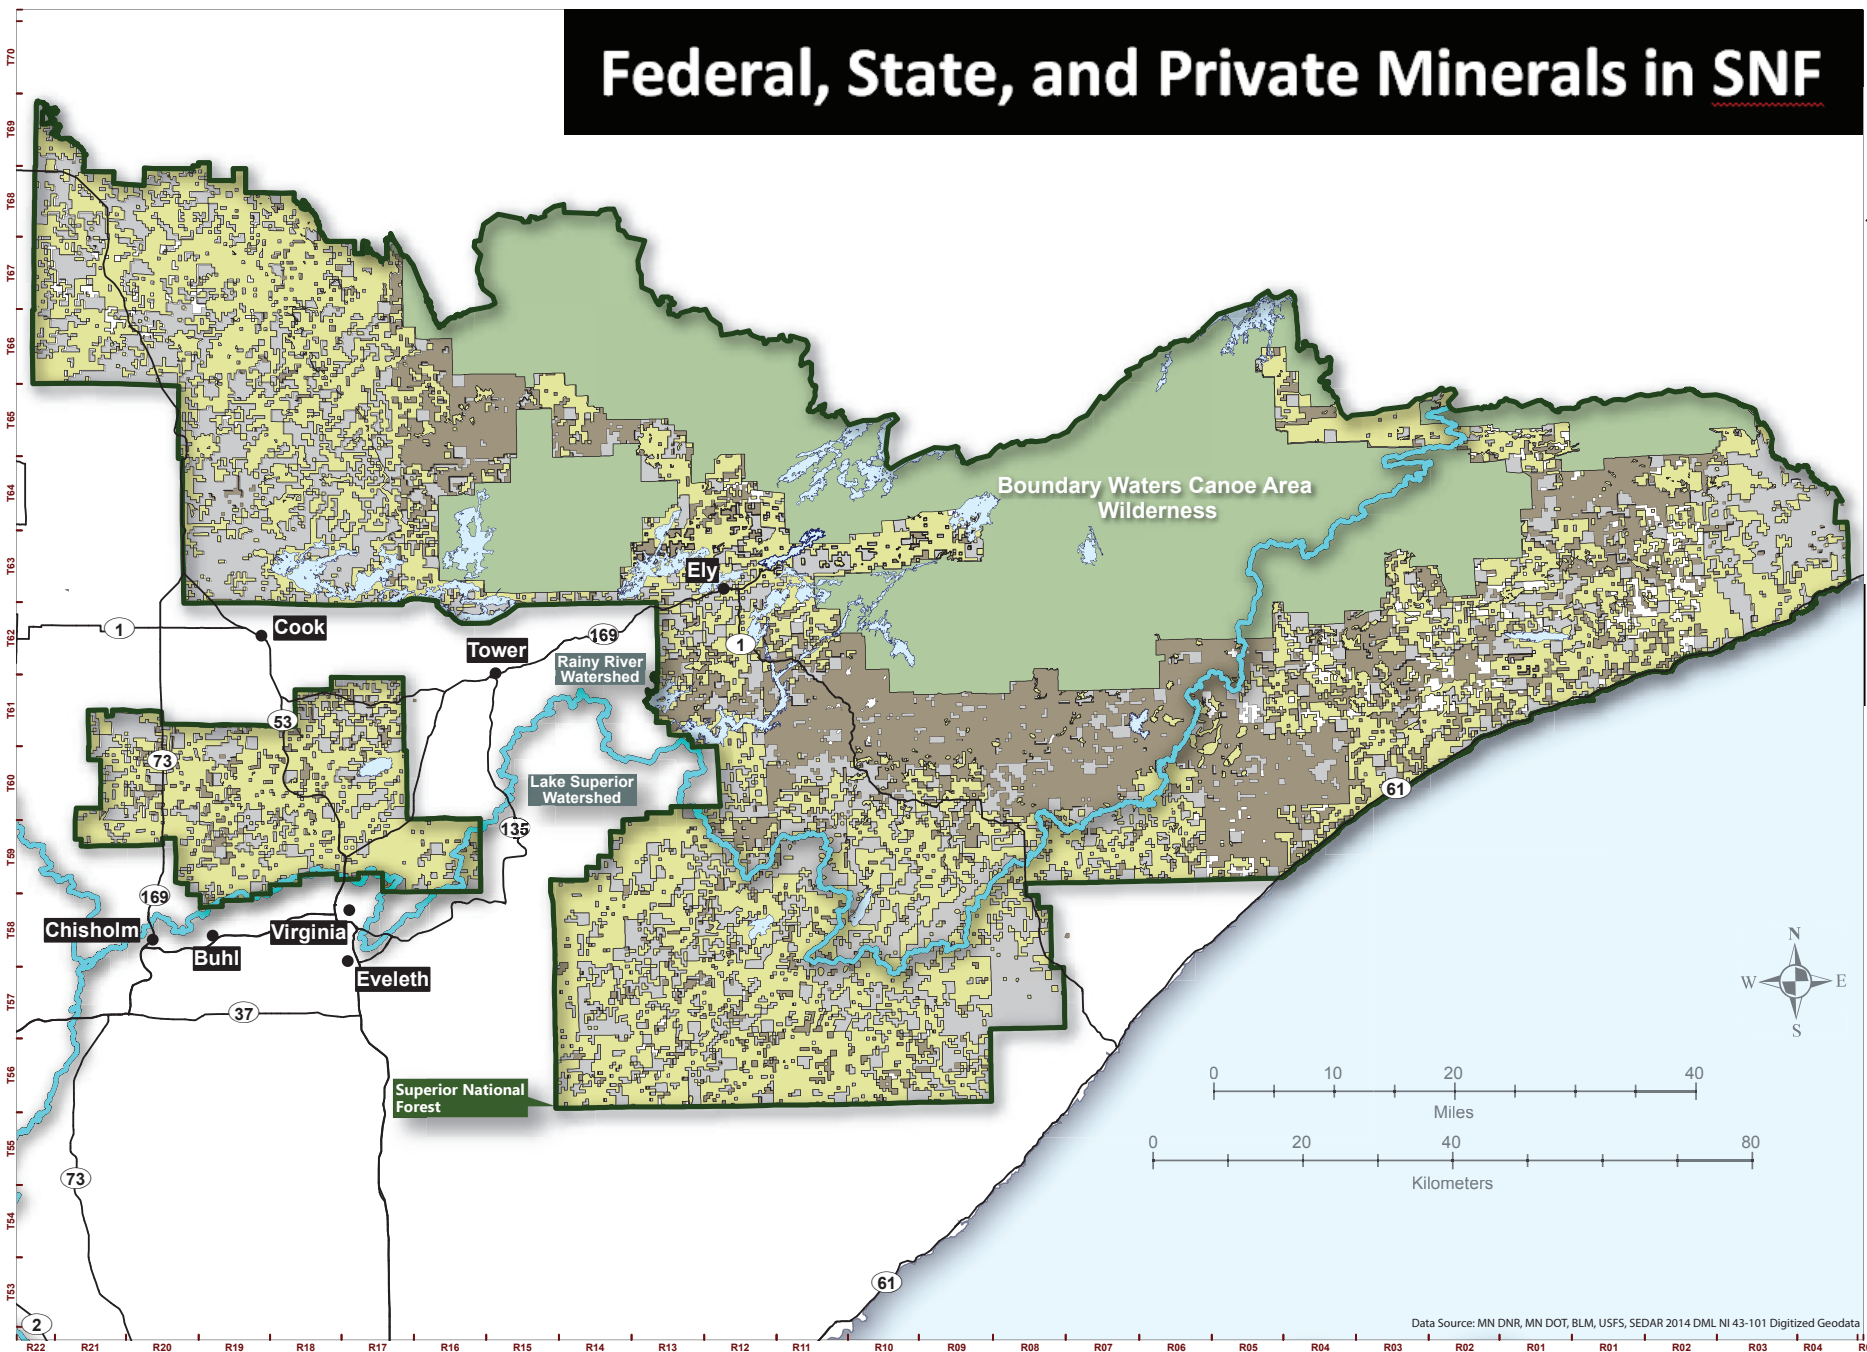 Federal, State, and Private Minerals in SNF
T70
T69
T68
T67
T66
T65
T64
T63
T62
T61
T60
T59
T58
T57
T56
T55
T54
T53
Boundary Waters Canoe Area
Wilderness
Ely
Cook
1
Tower
169
1
Rainy River
Watershed
53
73
Lake Superior
Watershed
61
135
169
Chisholm
Virginia
Buhl
Eveleth
37
N
W
E
S
Superior National
Forest
0 10 20 40
Miles
0 20 40 80
Kilometers
73
61
2
Data Source: MN DNR, MN DOT, BLM, USFS, SEDAR 2014 DML NI 43-101 Digitized Geodata
R22 R21 R20 R19 R18 R17 R16 R15 R14 R13 R12 R11 R10 R09 R08 R07 R06 R05 R04 R03 R02 R01 R01 R02 R03 R04